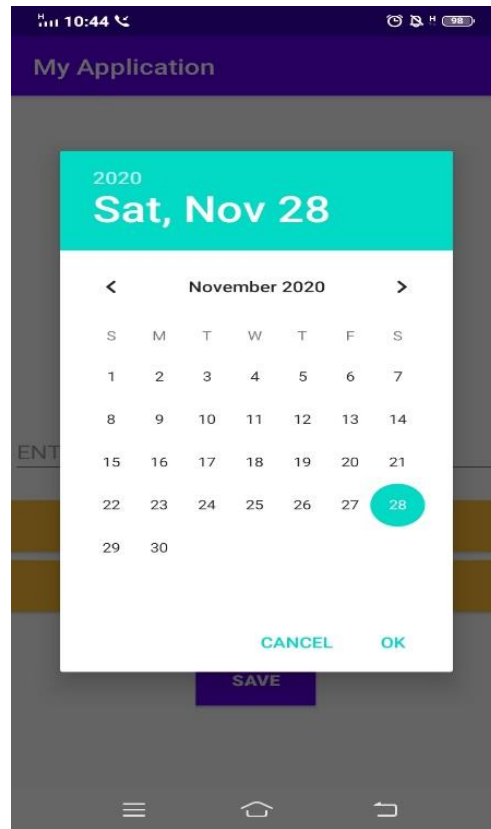 H 10:44 H 98
My Application
2020
Sat, Nov 28
November 2020
S M T W T F S
1 2 3 4 5 6 7
8 9 10 11 12 13 14
15 16 17 18 19 20 21
22 23 24 25 26 27 28
29 30
ENT
CANCEL OK
SAVE